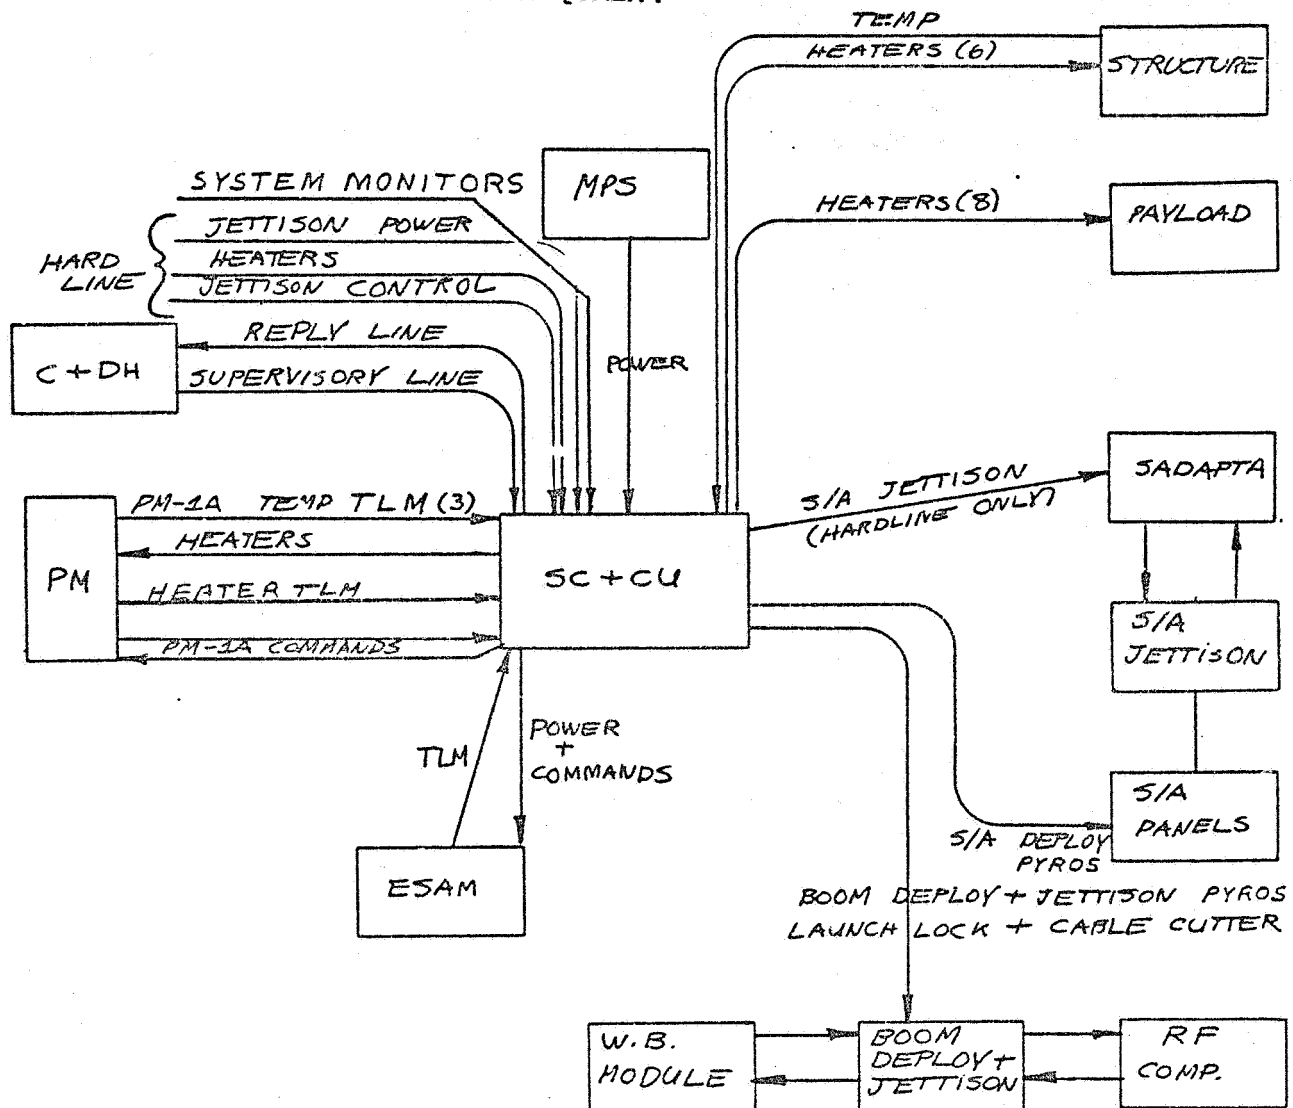 TEMP
HEATERS (6)
STRUCTURE
SYSTEM MONITORS
MPS
HEATERS (8)
PAYLOAD
JETTISON POWER
HARD
LINE
HEATERS
JETTISON CONTROL
REPLY LINE
C + DH
SUPERVISORY LINE
POWER
S/A JETTISON
(HARDLINE ONLY)
SADAPTA
PM-1A TEMP TLM (3)
HEATERS
PM
HEATER TLM
PM-1A COMMANDS
SC + CU
S/A
JETTISON
TLM
POWER
+
COMMANDS
S/A
PANELS
S/A DEPLOY
PYROS
ESAM
BOOM DEPLOY + JETTISON PYROS
LAUNCH LOCK + CABLE CUTTER
W.B.
MODULE
BOOM
DEPLOY +
JETTISON
RF
COMP.